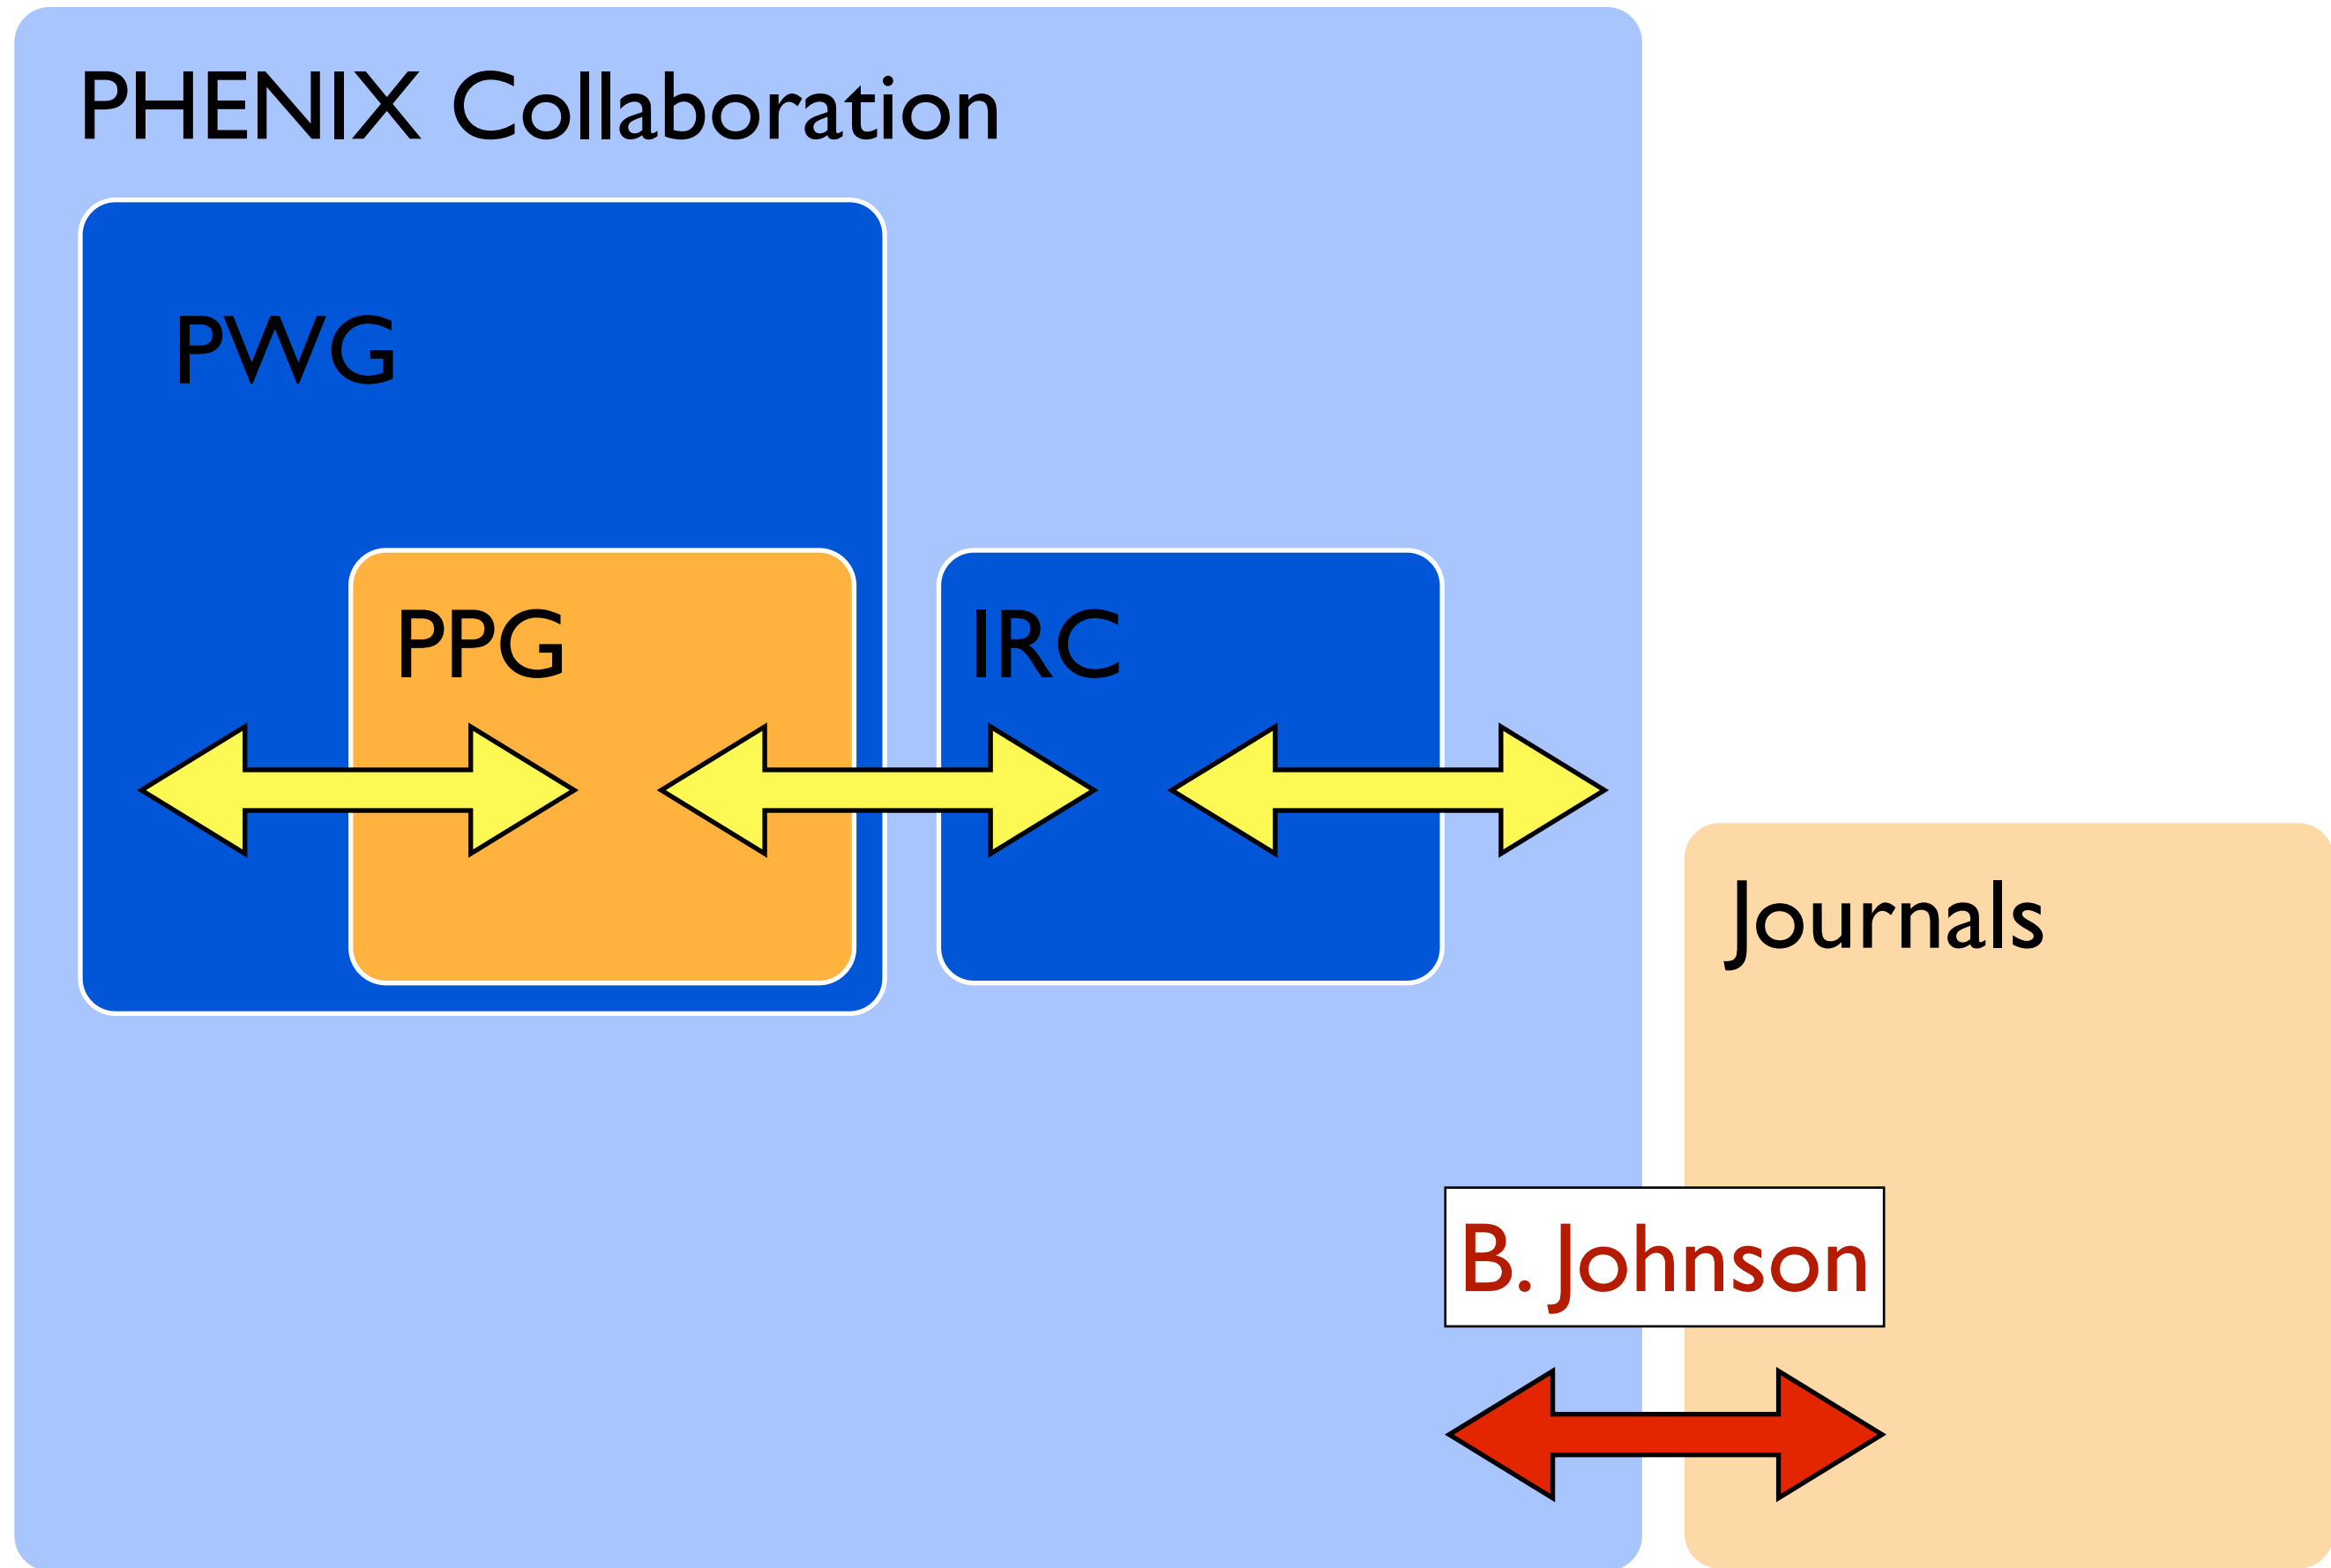 PHENIX Collaboration
PWG
PPG
IRC
Journals
B. Johnson